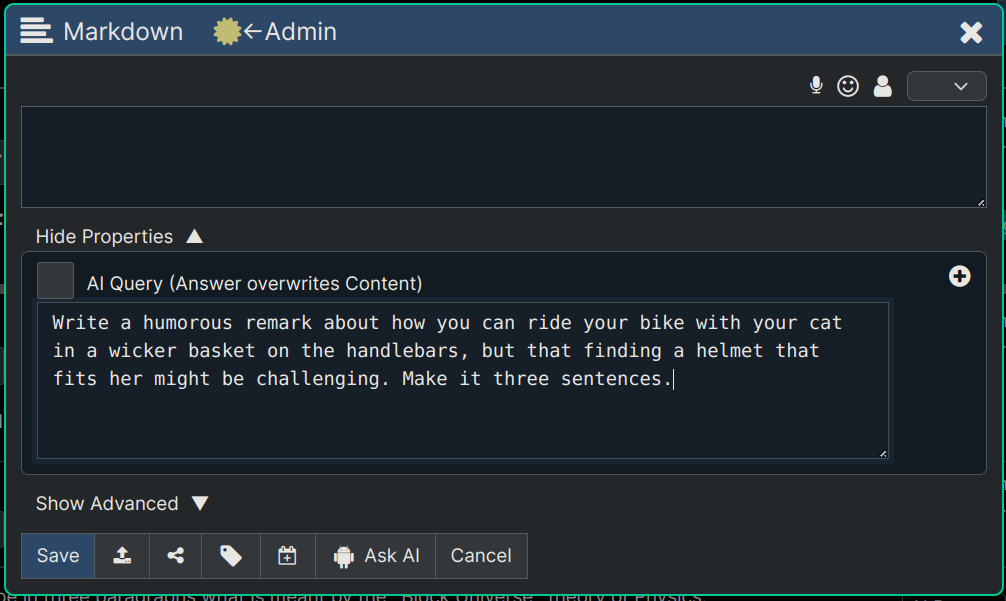 Markdown ←Admin
Hide Properties ▲
AI Query (Answer overwrites Content)
Write a humorous remark about how you can ride your bike with your cat
in a wicker basket on the handlebars, but that finding a helmet that
fits her might be challenging. Make it three sentences.
Show Advanced ▼
Save Ask AI Cancel
in three paragraphs what is meant by the "Block Universe" Theory of Physics